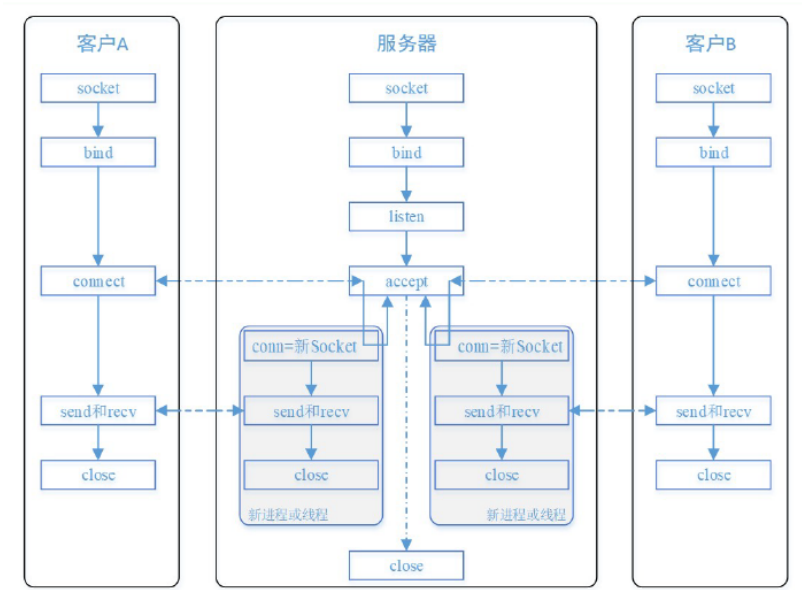 客户A
socket
bind
connect
send和recv
close
服务器
socket
bind
listen
accept
conn=新Socket
send和recv
close
新进程或线程
conn=新Socket
send和recv
close
新进程或线程
close
客户B
socket
bind
connect
send和recv
close